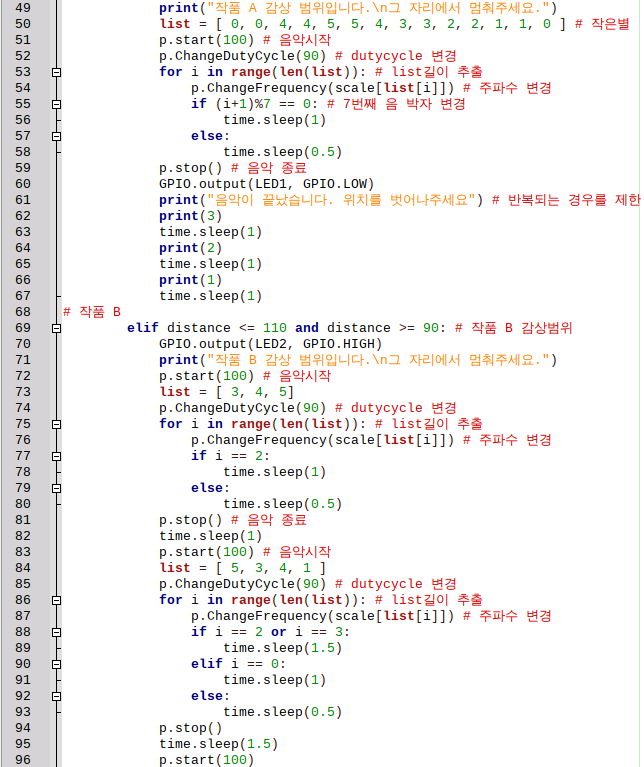 49 print("작품 A 감상 범위입니다.\n그 자리에서 멈춰주세요.")
50 list = [ 0, 0, 4, 4, 5, 5, 4, 3, 3, 2, 2, 1, 1, 0 ] # 작은별
51 p.start(100) # 음악시작
52 p.ChangeDutyCycle(90) # dutycycle 변경
53 for i in range(len(list)): # list길이 추출
54 p.ChangeFrequency(scale[list[i]]) # 주파수 변경
55 if (i+1)%7 == 0: # 7번째 음 박자 변경
56 time.sleep(1)
57 else:
58 time.sleep(0.5)
59 p.stop() # 음악 종료
60 GPIO.output(LED1, GPIO.LOW)
61 print("음악이 끝났습니다. 위치를 벗어나주세요") # 반복되는 경우를 제한
62 print(3)
63 time.sleep(1)
64 print(2)
65 time.sleep(1)
66 print(1)
67 time.sleep(1)
68 # 작품 B
69 elif distance <= 110 and distance >= 90: # 작품 B 감상범위
70 GPIO.output(LED2, GPIO.HIGH)
71 print("작품 B 감상 범위입니다.\n그 자리에서 멈춰주세요.")
72 p.start(100) # 음악시작
73 list = [ 3, 4, 5]
74 p.ChangeDutyCycle(90) # dutycycle 변경
75 for i in range(len(list)): # list길이 추출
76 p.ChangeFrequency(scale[list[i]]) # 주파수 변경
77 if i == 2:
78 time.sleep(1)
79 else:
80 time.sleep(0.5)
81 p.stop() # 음악 종료
82 time.sleep(1)
83 p.start(100) # 음악시작
84 list = [ 5, 3, 4, 1 ]
85 p.ChangeDutyCycle(90) # dutycycle 변경
86 for i in range(len(list)): # list길이 추출
87 p.ChangeFrequency(scale[list[i]]) # 주파수 변경
88 if i == 2 or i == 3:
89 time.sleep(1.5)
90 elif i == 0:
91 time.sleep(1)
92 else:
93 time.sleep(0.5)
94 p.stop()
95 time.sleep(1.5)
96 p.start(100)